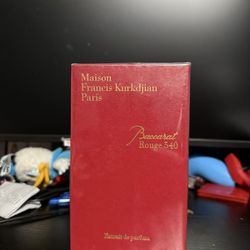 Maison
Francis Kurkdjian
Paris
Baccarat
Rouge 540
Extrait de parfum